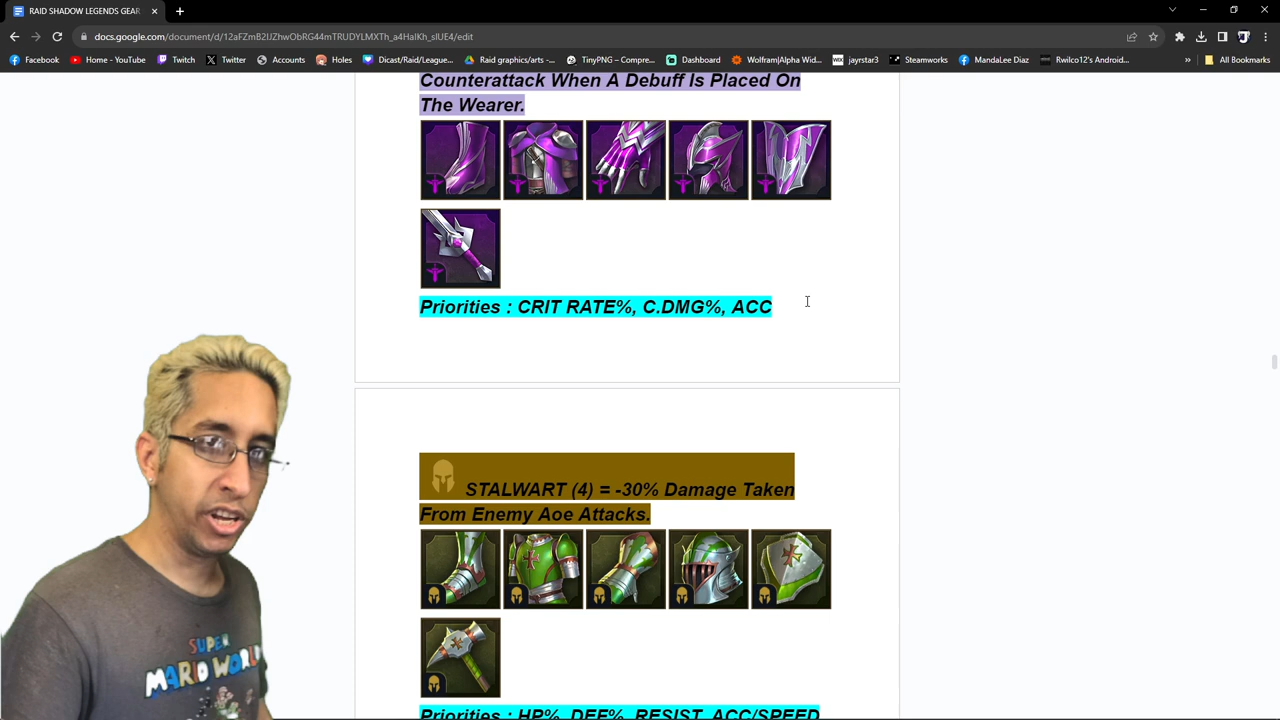 RAID SHADOW LEGENDS GEAR
docs.google.com/document/d/12aFZmB2IJZhwObRG44mTRUDYLMXTh_a4HaIKh_sIUE4/edit
Facebook
Home - YouTube
Twitch
Twitter
Accounts
Holes
Dicast/Raid/League...
Raid graphics/arts -...
TinyPNG – Compre...
Dashboard
Wolfram|Alpha Wid...
WiX jayrstar3
Steamworks
MandaLee Diaz
Rwilco12's Android...
»
All Bookmarks
Counterattack When A Debuff Is Placed On
The Wearer.
Priorities : CRIT RATE%, C.DMG%, ACC
STALWART (4) = -30% Damage Taken
From Enemy Aoe Attacks.
Priorities : HP%, DEF%, RESIST, ACC/SPEED
SUPER
MARIO WORLD